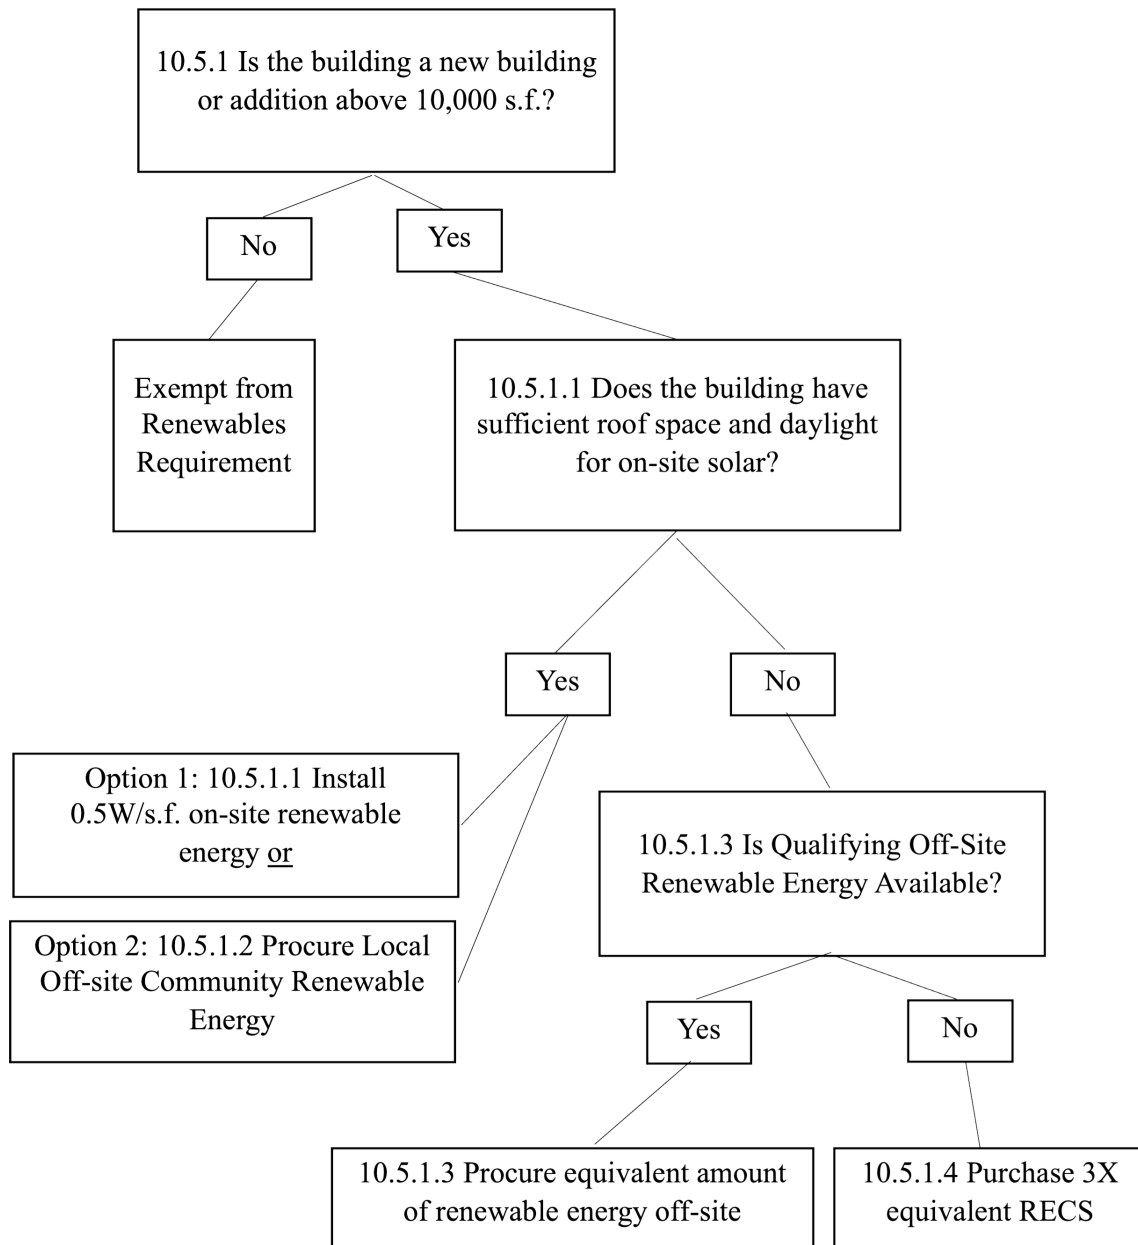 10.5.1 Is the building a new building
or addition above 10,000 s.f.?
No
Yes
Exempt from
Renewables
Requirement
10.5.1.1 Does the building have
sufficient roof space and daylight
for on-site solar?
Yes
No
Option 1: 10.5.1.1 Install
0.5W/s.f. on-site renewable
energy or
Option 2: 10.5.1.2 Procure Local
Off-site Community Renewable
Energy
10.5.1.3 Is Qualifying Off-Site
Renewable Energy Available?
Yes
No
10.5.1.3 Procure equivalent amount
of renewable energy off-site
10.5.1.4 Purchase 3X
equivalent RECS